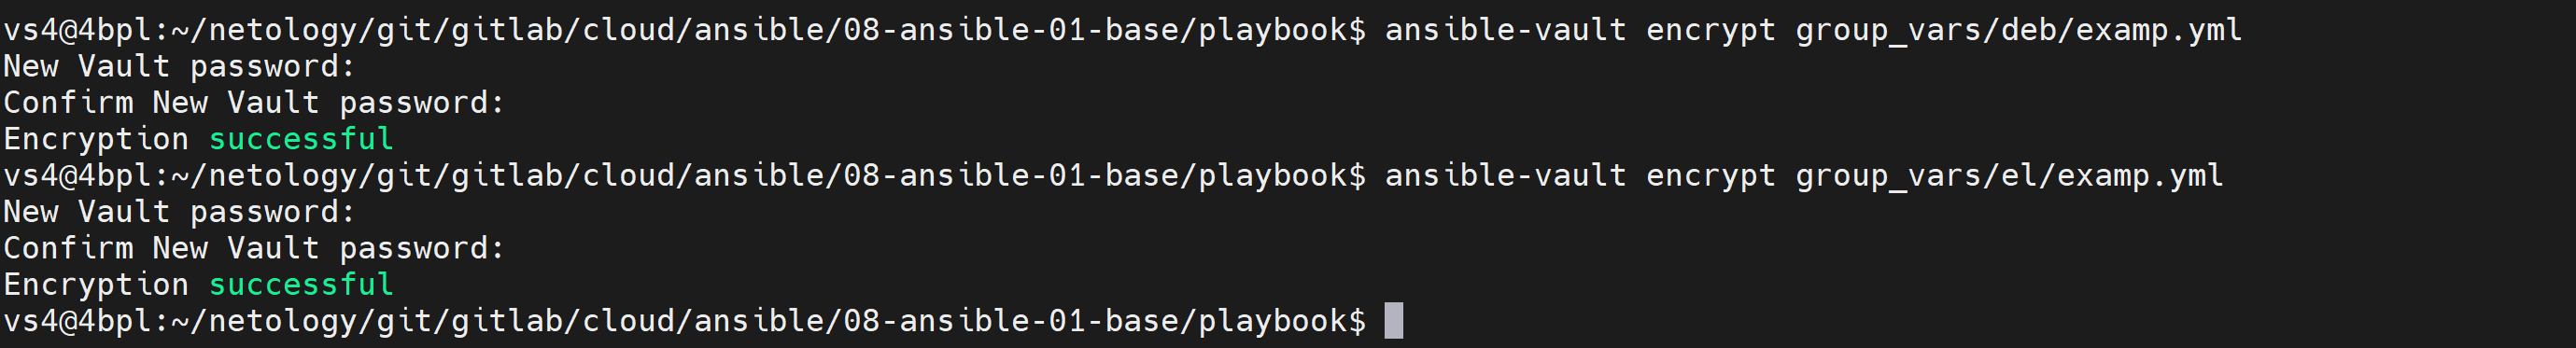 vs4@4bpl:~/netology/git/gitlab/cloud/ansible/08-ansible-01-base/playbook$ ansible-vault encrypt group_vars/deb/examp.yml
New Vault password:
Confirm New Vault password:
Encryption successful
vs4@4bpl:~/netology/git/gitlab/cloud/ansible/08-ansible-01-base/playbook$ ansible-vault encrypt group_vars/el/examp.yml
New Vault password:
Confirm New Vault password:
Encryption successful
vs4@4bpl:~/netology/git/gitlab/cloud/ansible/08-ansible-01-base/playbook$